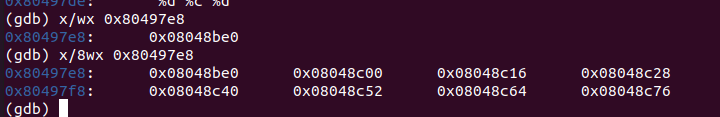 0x80497de:      "%d %c %d"
(gdb) x/wx 0x80497e8
0x80497e8:      0x08048be0
(gdb) x/8wx 0x80497e8
0x80497e8:      0x08048be0      0x08048c00      0x08048c16      0x08048c28
0x80497f8:      0x08048c40      0x08048c52      0x08048c64      0x08048c76
(gdb)